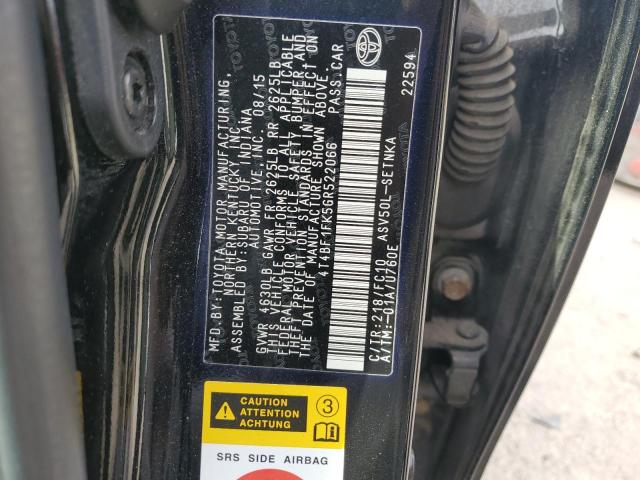 MFD.BY:TOYOTA MOTOR MANUFACTURING,
NORTHERN KENTUCKY, INC.
ASSEMBLED BY:SUBARU OF INDIANA
AUTOMOTIVE, INC. 08/15
GVWR 4630LB GAWR FR 2625LB RR 2625LB
THIS VEHICLE CONFORMS TO ALL APPLICABLE
FEDERAL MOTOR VEHICLE SAFETY, BUMPER AND
THEFT PREVENTION STANDARDS IN EFFECT ON
THE DATE OF MANUFACTURE SHOWN ABOVE.
4T4BF1FK5GR522066 PASS.CAR
C/TR:218/FC10 ASV50L-SETNKA
A/TM:-01A/U760E 22594
CAUTION
ATTENTION
ACHTUNG
3
SRS SIDE AIRBAG